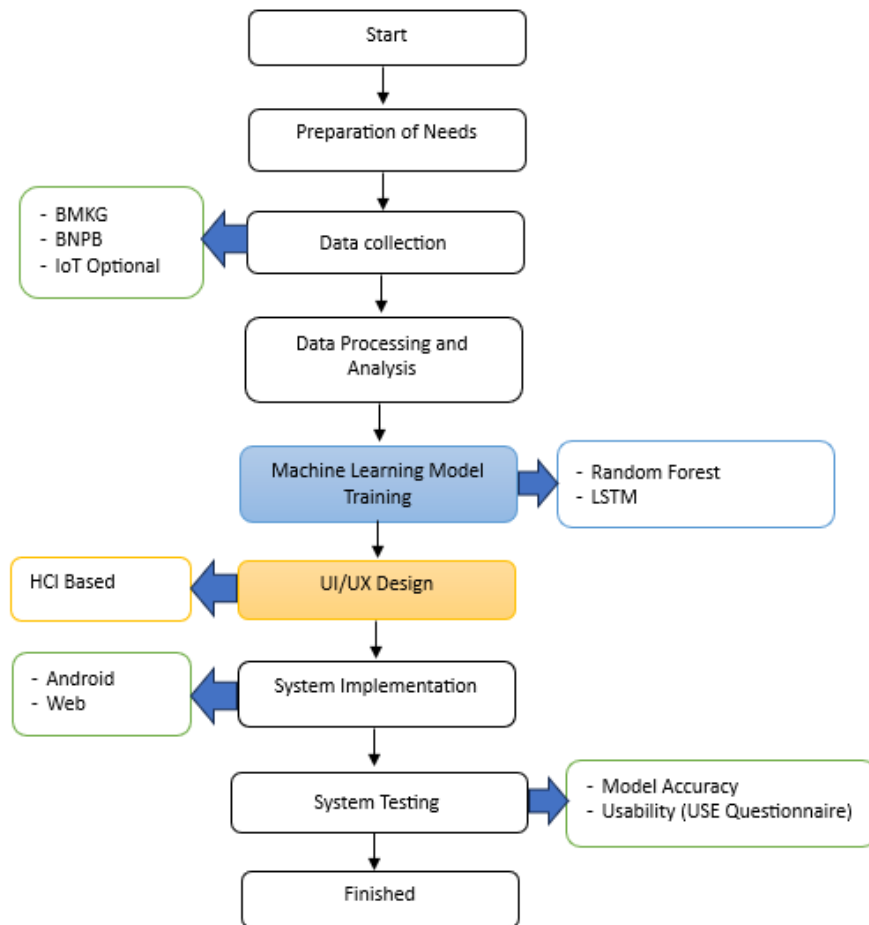 Start
Preparation of Needs
- BMKG
- BNPB
- IoT Optional
Data collection
Data Processing and
Analysis
Machine Learning Model
Training
- Random Forest
- LSTM
HCI Based
UI/UX Design
- Android
- Web
System Implementation
System Testing
- Model Accuracy
- Usability (USE Questionnaire)
Finished